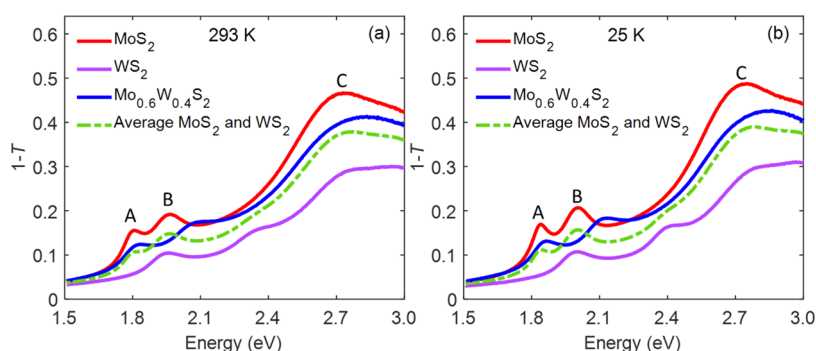 293 K
(a)
MoS2
WS2
Mo0.6W0.4S2
Average MoS2 and WS2
A
B
C
1-T
0.6
0.5
0.4
0.3
0.2
0.1
0
1.5 1.8 2.1 2.4 2.7 3.0
Energy (eV)
25 K
(b)
MoS2
WS2
Mo0.6W0.4S2
Average MoS2 and WS2
A
B
C
1-T
0.6
0.5
0.4
0.3
0.2
0.1
0
1.5 1.8 2.1 2.4 2.7 3.0
Energy (eV)